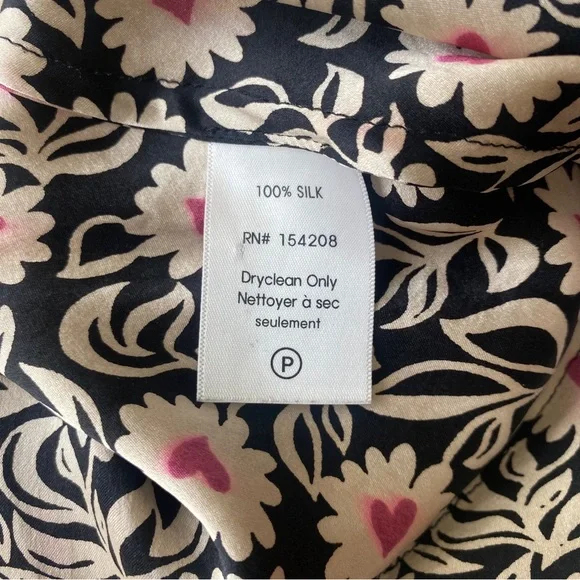 100% SILK
RN# 154208
Dryclean Only
Nettoyer à sec
seulement
P